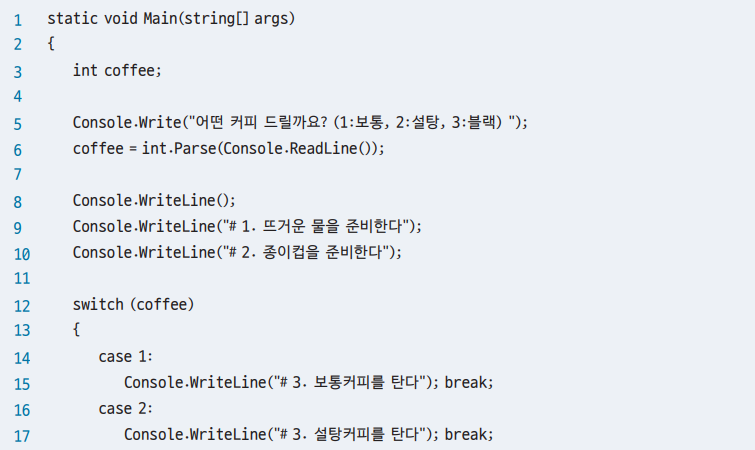 1 static void Main(string[] args)
2 {
3 int coffee;
4
5 Console.Write("어떤 커피 드릴까요? (1:보통, 2:설탕, 3:블랙) ");
6 coffee = int.Parse(Console.ReadLine());
7
8 Console.WriteLine();
9 Console.WriteLine("# 1. 뜨거운 물을 준비한다");
10 Console.WriteLine("# 2. 종이컵을 준비한다");
11
12 switch (coffee)
13 {
14 case 1:
15 Console.WriteLine("# 3. 보통커피를 탄다"); break;
16 case 2:
17 Console.WriteLine("# 3. 설탕커피를 탄다"); break;